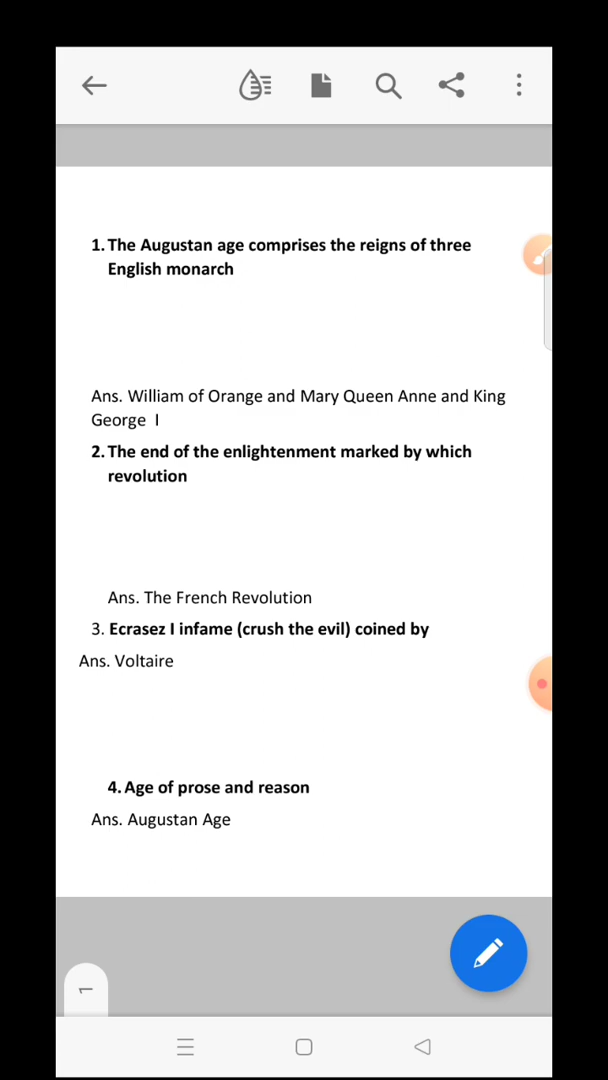 1. The Augustan age comprises the reigns of three
English monarch
Ans. William of Orange and Mary Queen Anne and King
George I
2. The end of the enlightenment marked by which
revolution
Ans. The French Revolution
3. Ecrasez I infame (crush the evil) coined by
Ans. Voltaire
4. Age of prose and reason
Ans. Augustan Age
1